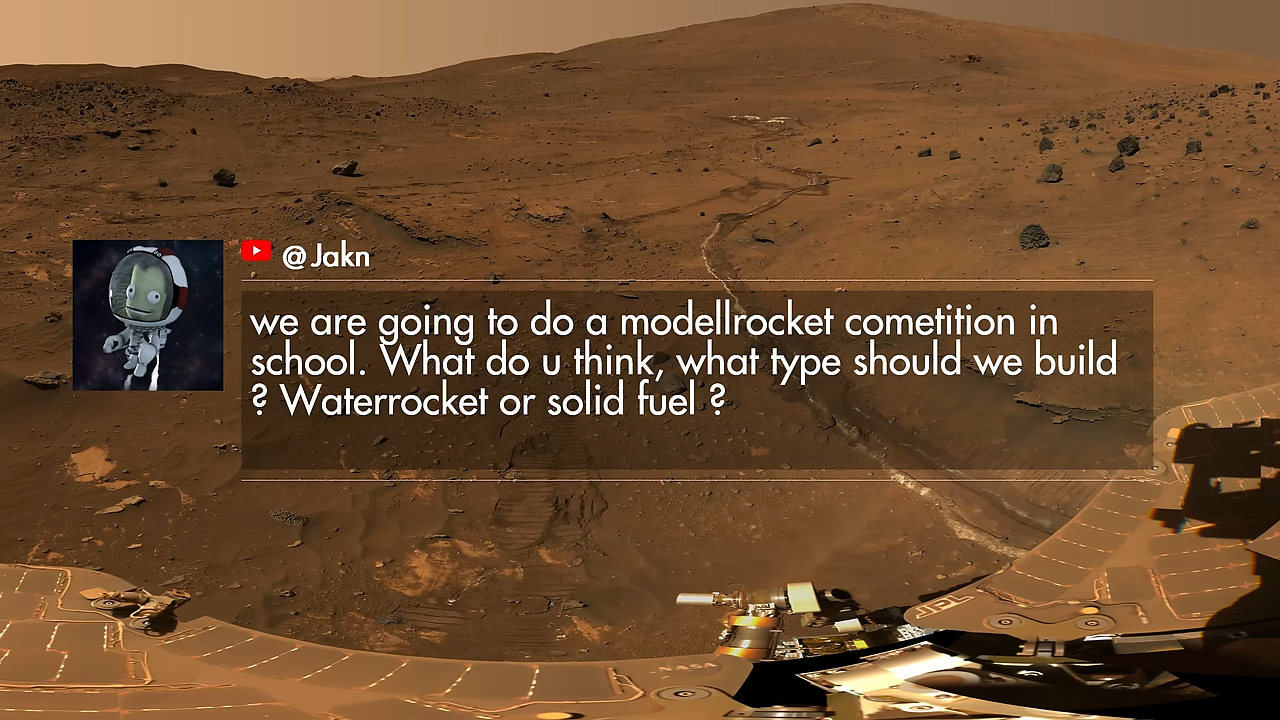 @Jakn
we are going to do a modellrocket cometition in
school. What do u think, what type should we build
? Waterrocket or solid fuel ?
NASA